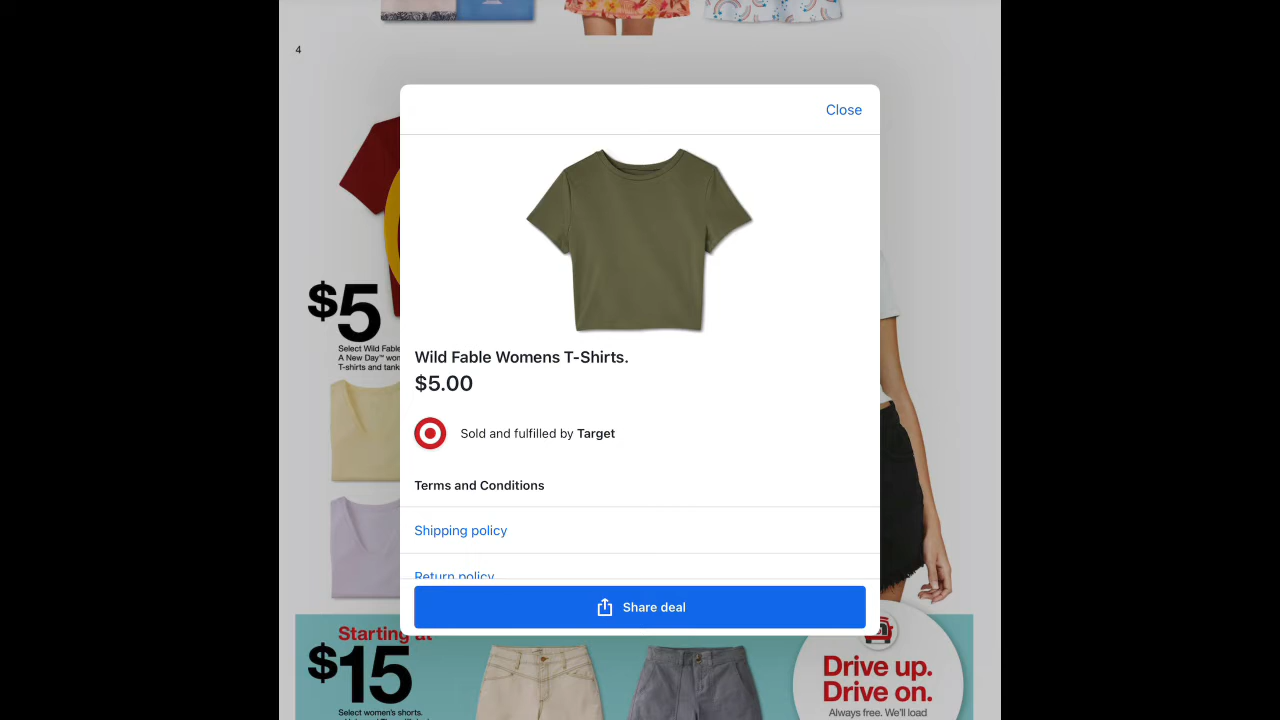 4
Close
$5
Select Wild Fable
A New Day™
T-shirts and tank
Wild Fable Womens T-Shirts.
$5.00
Sold and fulfilled by Target
Terms and Conditions
Shipping policy
Return policy
Share deal
Starting at
$15
Select women's shorts.
Drive up.
Drive on.
Always free. We'll load